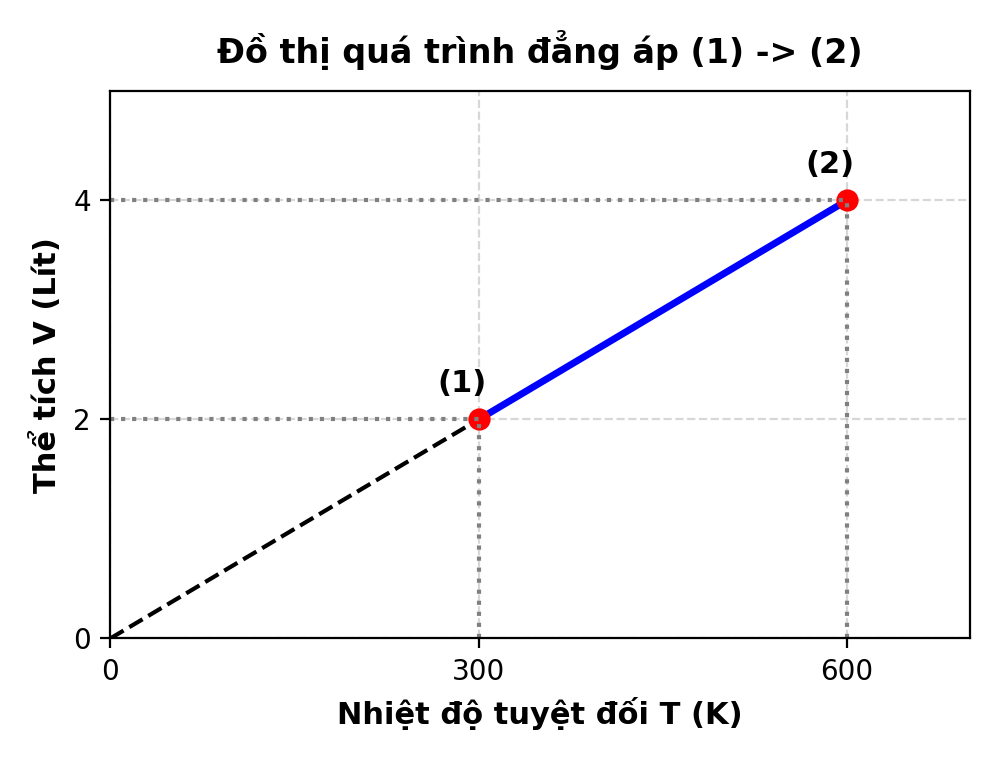 Đồ thị quá trình đẳng áp (1) -> (2)
(2)
4
(1)
2
0
0 300 600
Thể tích V (Lít)
Nhiệt độ tuyệt đối T (K)